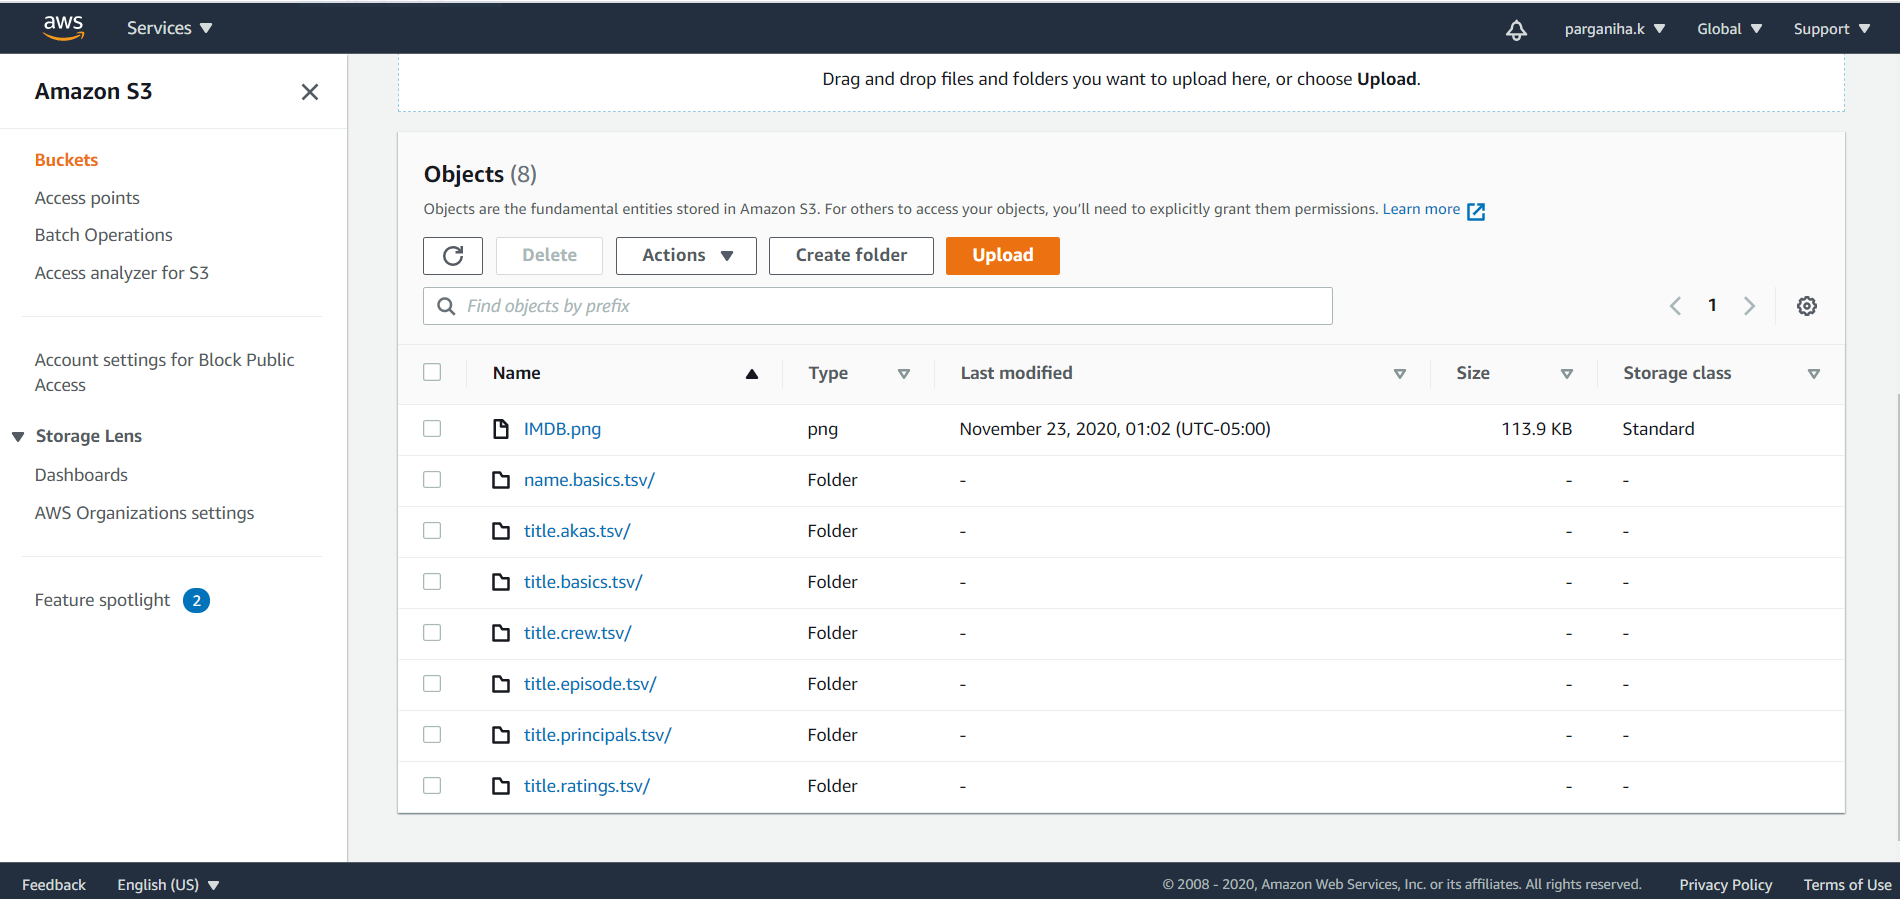 aws Services parganiha.k Global Support
Amazon S3
Drag and drop files and folders you want to upload here, or choose Upload.
Buckets
Access points
Batch Operations
Access analyzer for S3
Account settings for Block Public
Access
Storage Lens
Dashboards
AWS Organizations settings
Feature spotlight 2
Objects (8)
Objects are the fundamental entities stored in Amazon S3. For others to access your objects, you'll need to explicitly grant them permissions. Learn more
Delete Actions Create folder Upload
Find objects by prefix 1
Name Type Last modified Size Storage class
IMDB.png png November 23, 2020, 01:02 (UTC-05:00) 113.9 KB Standard
name.basics.tsv/ Folder - - -
title.akas.tsv/ Folder - - -
title.basics.tsv/ Folder - - -
title.crew.tsv/ Folder - - -
title.episode.tsv/ Folder - - -
title.principals.tsv/ Folder - - -
title.ratings.tsv/ Folder - - -
Feedback English (US) © 2008 - 2020, Amazon Web Services, Inc. or its affiliates. All rights reserved. Privacy Policy Terms of Use